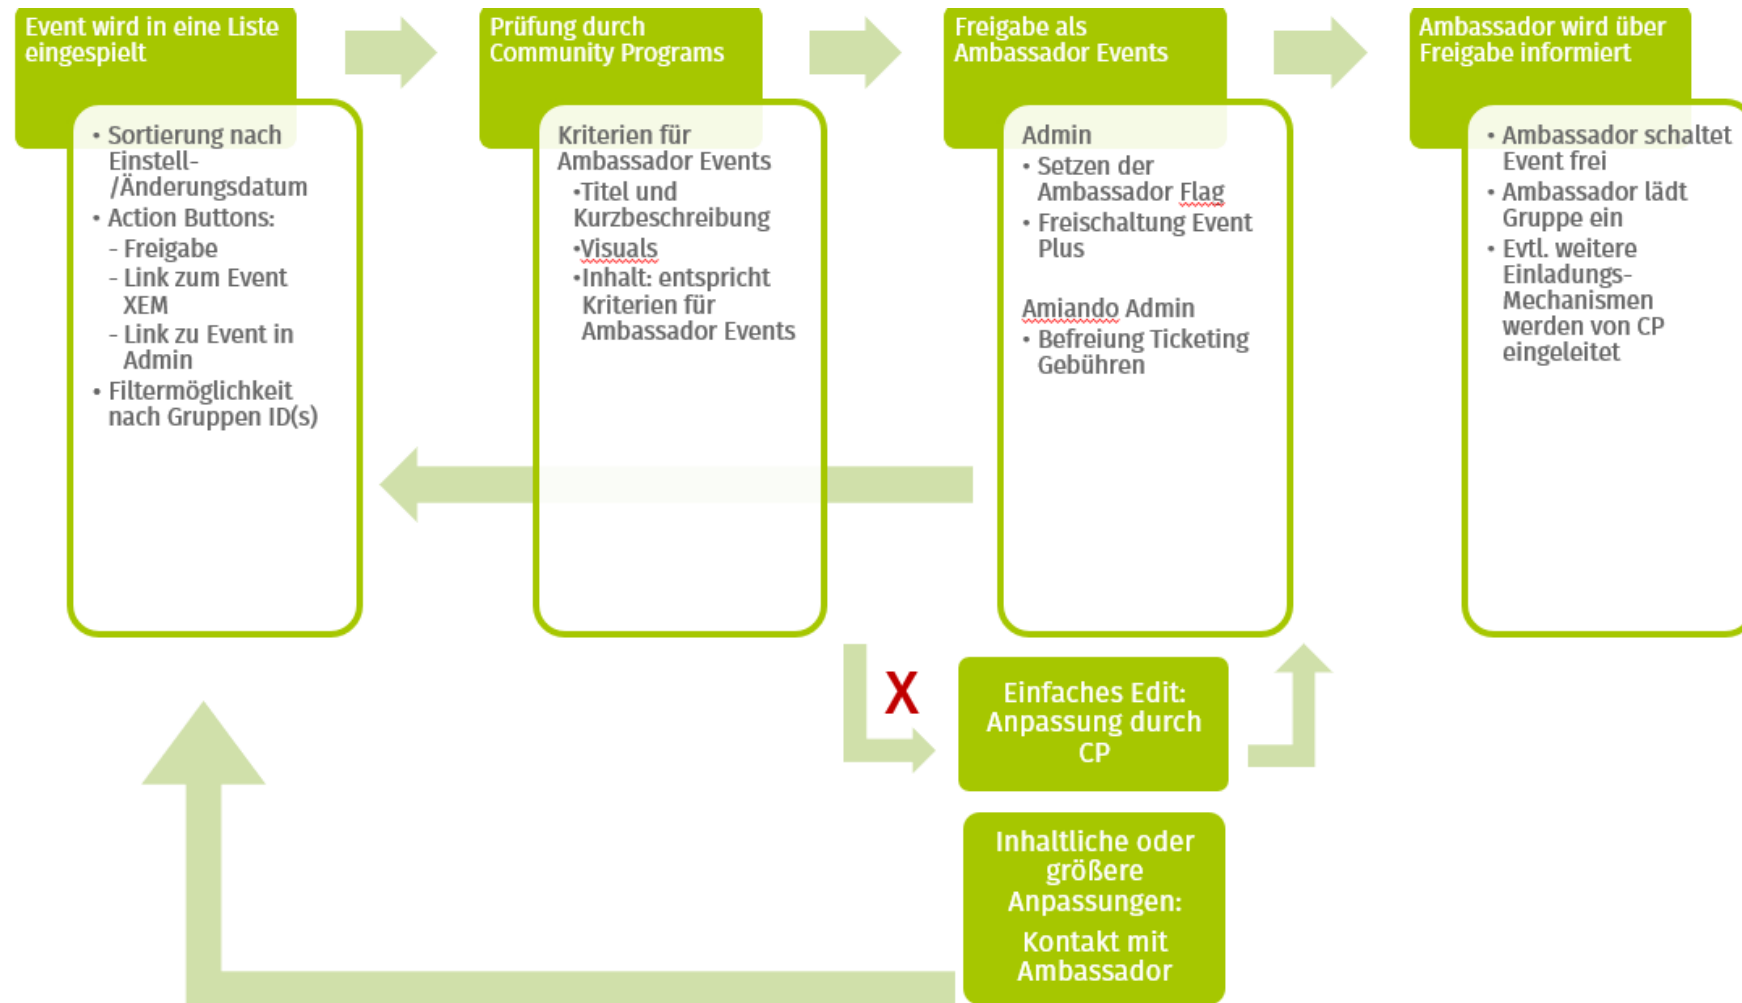 Event wird in eine Liste
eingespielt
• Sortierung nach
Einstell-
/Änderungsdatum
• Action Buttons:
- Freigabe
- Link zum Event
XEM
- Link zu Event in
Admin
• Filtermöglichkeit
nach Gruppen ID(s)
Prüfung durch
Community Programs
Kriterien für
Ambassador Events
•Titel und
Kurzbeschreibung
•Visuals
•Inhalt: entspricht
Kriterien für
Ambassador Events
Freigabe als
Ambassador Events
Admin
• Setzen der
Ambassador Flag
• Freischaltung Event
Plus
Amiando Admin
• Befreiung Ticketing
Gebühren
Ambassador wird über
Freigabe informiert
• Ambassador schaltet
Event frei
• Ambassador lädt
Gruppe ein
• Evtl. weitere
Einladungs-
Mechanismen
werden von CP
eingeleitet
X
Einfaches Edit:
Anpassung durch
CP
Inhaltliche oder
größere
Anpassungen:
Kontakt mit
Ambassador